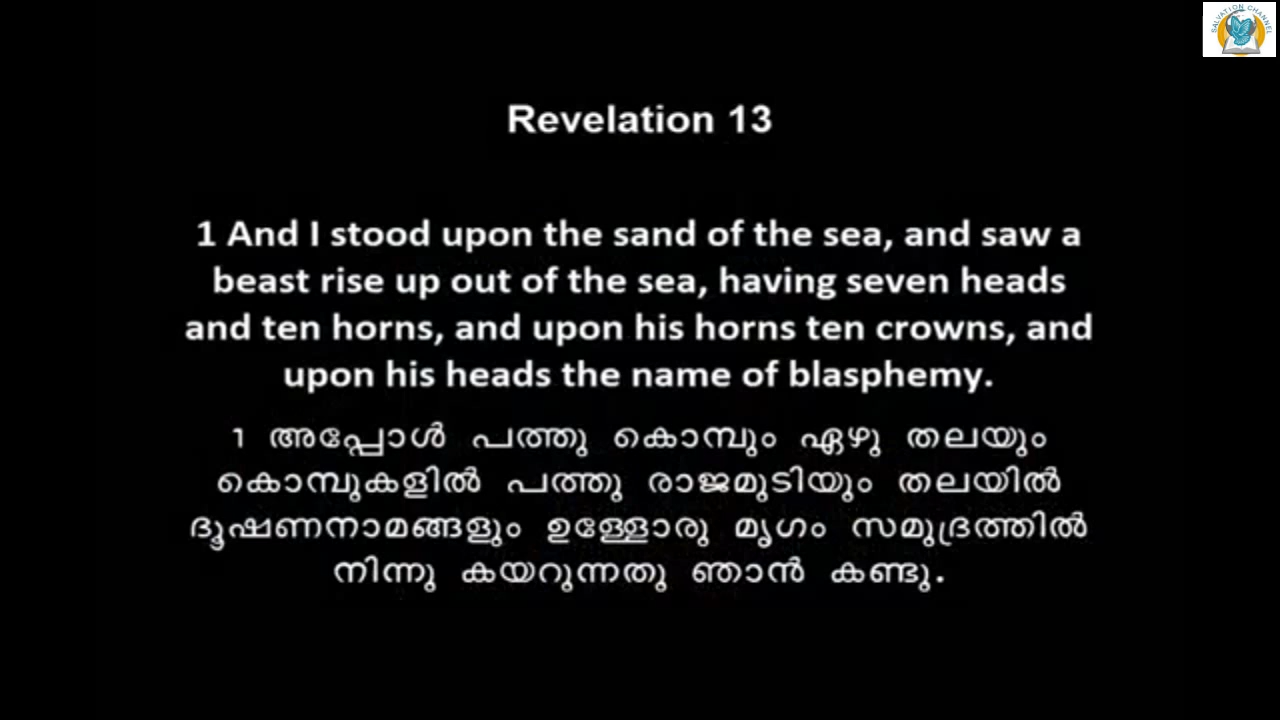 SALVATION CHANNEL
Revelation 13
1 And I stood upon the sand of the sea, and saw a
beast rise up out of the sea, having seven heads
and ten horns, and upon his horns ten crowns, and
upon his heads the name of blasphemy.
1 അപ്പോൾ പത്തു കൊമ്പും ഏഴു തലയും
കൊമ്പുകളിൽ പത്തു രാജമുടിയും തലയിൽ
ദൂഷണനാമങ്ങളും ഉള്ളോരു മൃഗം സമുദ്രത്തിൽ
നിന്നു കയറുന്നതു ഞാൻ കണ്ടു.